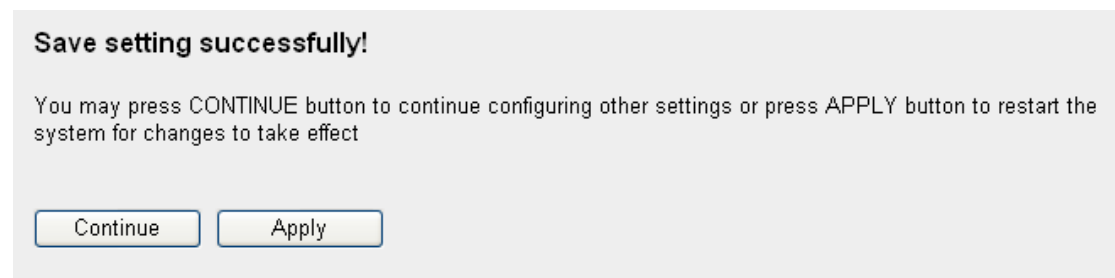 Save setting successfully!
You may press CONTINUE button to continue configuring other settings or press APPLY button to restart the
system for changes to take effect
Continue
Apply